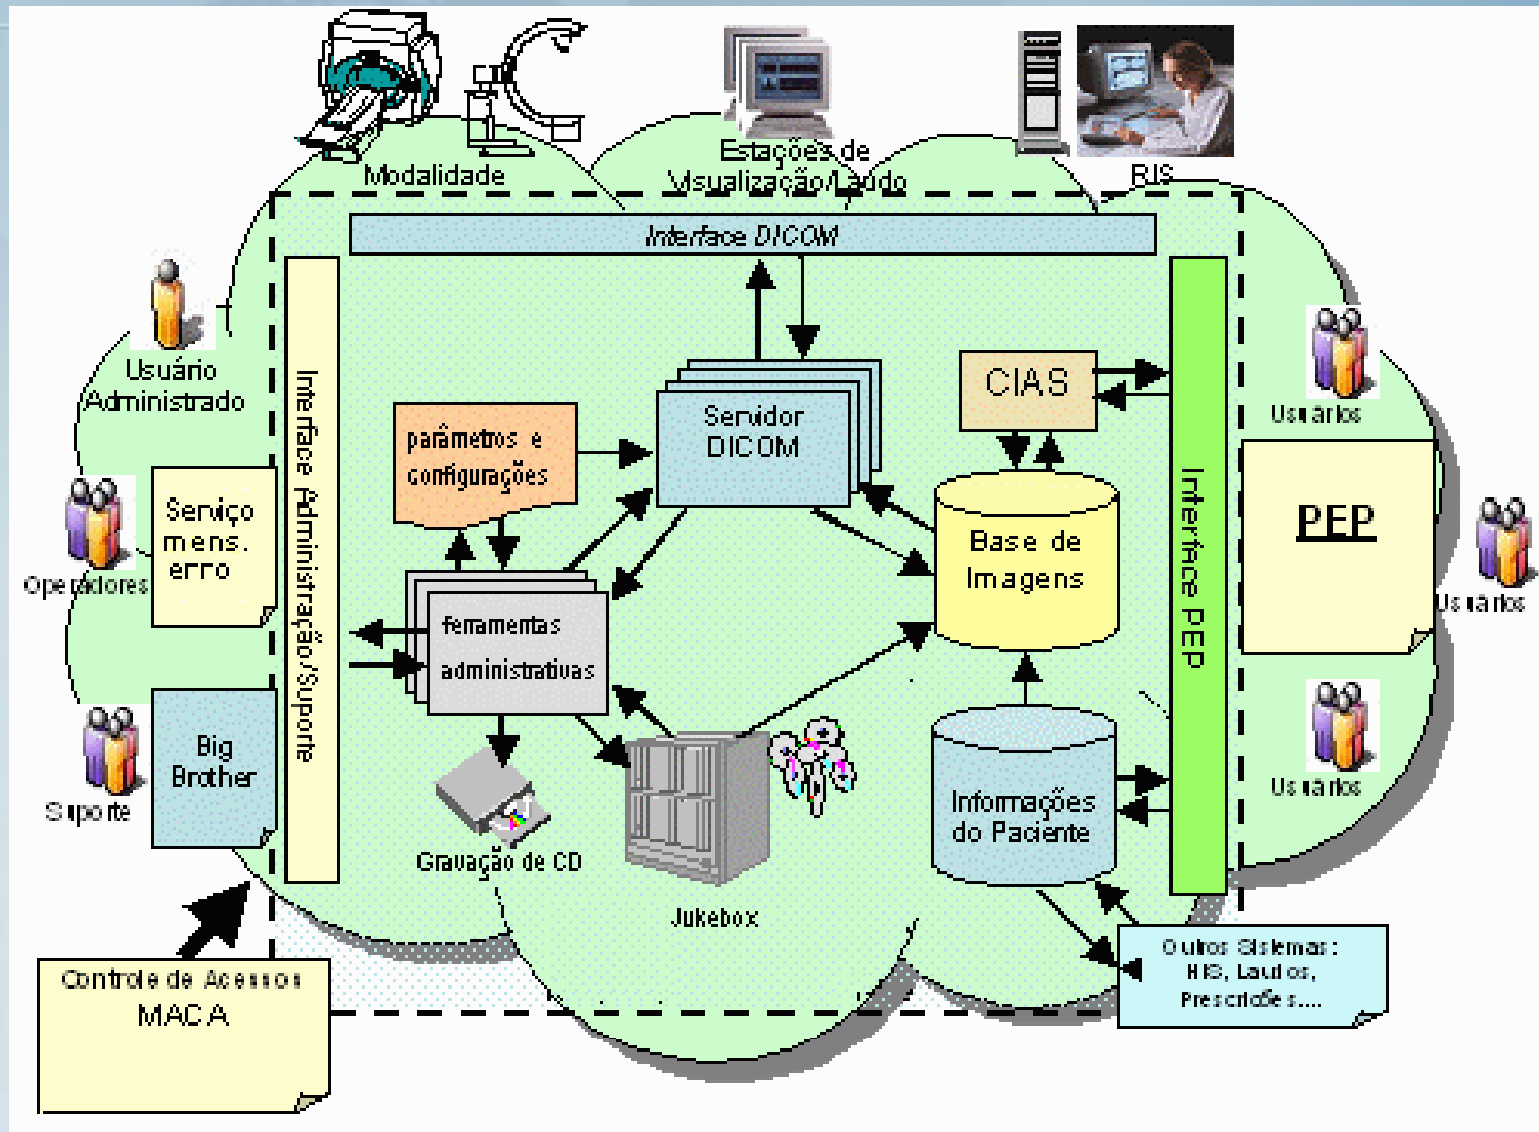 Modalidade
Estações de
Visualização/Laudo
RIS
Interface DICOM
Usuário
Administrado
Interface Administração/Suporte
parâmetros e
configurações
Servidor
DICOM
CIAS
Interface PEP
Usuários
Operadores
Serviço
mens.
erro
Base de
Imagens
PEP
Usuários
ferramentas
administrativas
Suporte
Big
Brother
Gravação de CD
Jukebox
Informações
do Paciente
Usuários
Controle de Acessos
MACA
Outros Sistemas:
HIS, Laudos,
Prescrições....